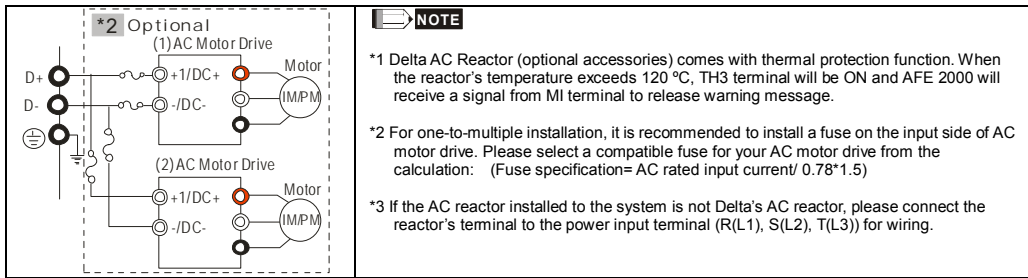 *2 Optional
(1) AC Motor Drive
D+
+1/DC+
Motor
D-
-/DC-
IM/PM
(2) AC Motor Drive
+1/DC+
Motor
-/DC-
IM/PM
NOTE
*1 Delta AC Reactor (optional accessories) comes with thermal protection function. When
the reactor's temperature exceeds 120 ºC, TH3 terminal will be ON and AFE 2000 will
receive a signal from MI terminal to release warning message.
*2 For one-to-multiple installation, it is recommended to install a fuse on the input side of AC
motor drive. Please select a compatible fuse for your AC motor drive from the
calculation: (Fuse specification= AC rated input current/ 0.78*1.5)
*3 If the AC reactor installed to the system is not Delta's AC reactor, please connect the
reactor's terminal to the power input terminal (R(L1), S(L2), T(L3)) for wiring.